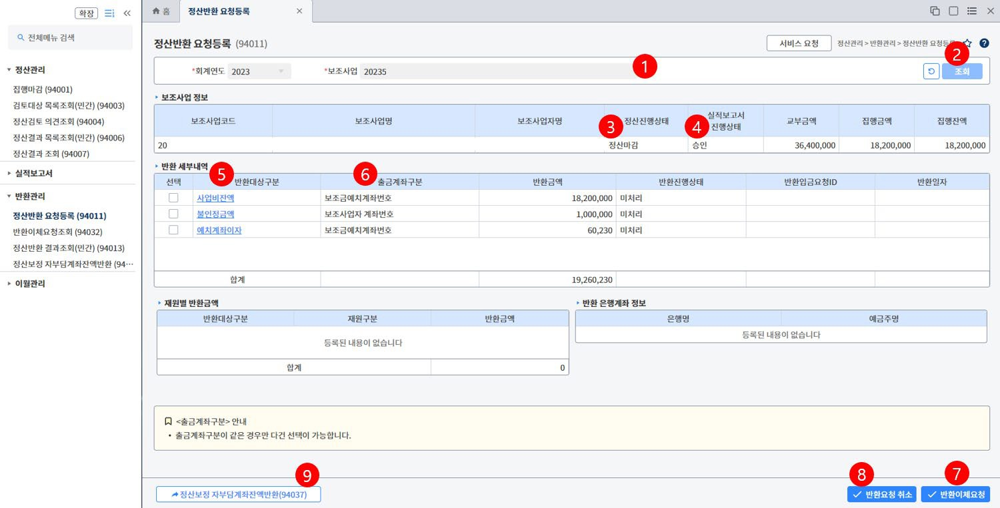 확장
홈
정산반환 요청등록
전체메뉴 검색
정산관리
집행마감 (94001)
검토대상 목록조회(민간) (94003)
정산검토 의견조회 (94004)
정산결과 목록조회(민간) (94006)
정산결과 조회 (94007)
실적보고서
반환관리
정산반환 요청등록 (94011)
반환이체요청조회 (94032)
정산반환 결과조회(민간) (94013)
정산보정 자부담계좌잔액반환 (94···
이월관리
정산반환 요청등록 (94011)
서비스 요청
정산관리 > 반환관리 > 정산반환 요청등록
*회계연도 2023 *보조사업 20235 1
2 조회
보조사업 정보
보조사업코드 보조사업명 보조사업자명 3 정산진행상태 4 실적보고서 진행상태 교부금액 집행금액 집행잔액
20 정산마감 승인 36,400,000 18,200,000 18,200,000
반환 세부내역
선택 5 반환대상구분 6 출금계좌구분 반환금액 반환진행상태 반환입금요청ID 반환일자
사업비잔액 보조금예치계좌번호 18,200,000 미처리
불인정금액 보조사업자 계좌번호 1,000,000 미처리
예치계좌이자 보조금예치계좌번호 60,230 미처리
합계 19,260,230
재원별 반환금액
반환대상구분 재원구분 반환금액
등록된 내용이 없습니다
합계 0
반환 은행계좌 정보
은행명 예금주명
등록된 내용이 없습니다
<출금계좌구분> 안내
• 출금계좌구분이 같은 경우만 다건 선택이 가능합니다.
9
정산보정 자부담계좌잔액반환(94037)
8
반환요청 취소
7
반환이체요청